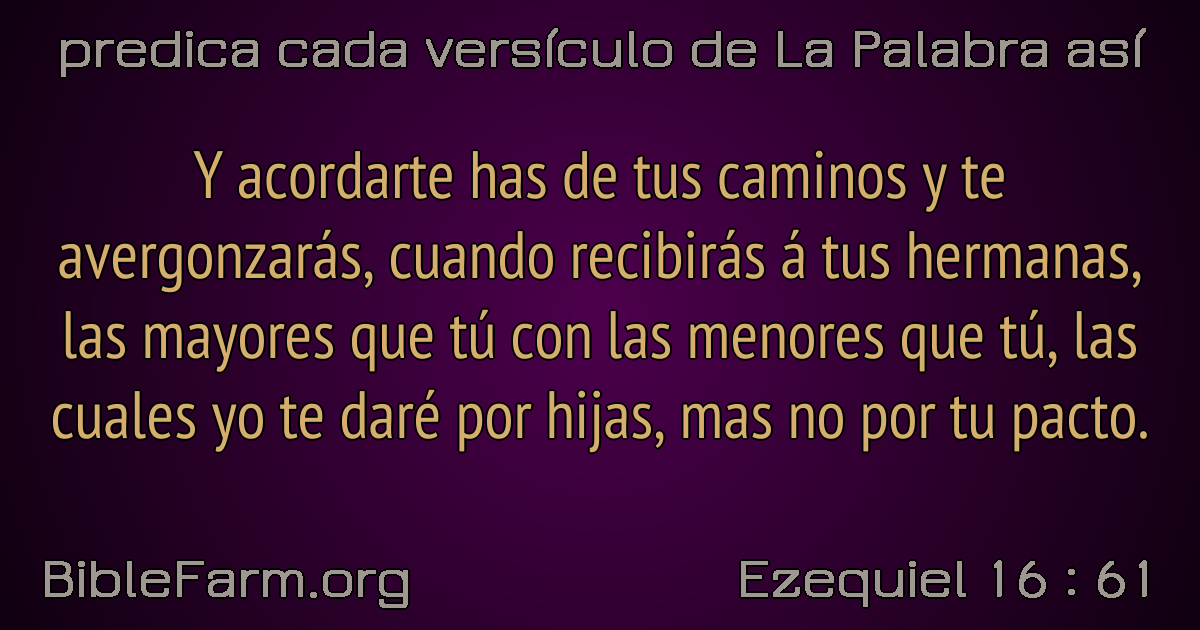 predica cada versículo de La Palabra así
Y acordarte has de tus caminos y te
avergonzarás, cuando recibirás á tus hermanas,
las mayores que tú con las menores que tú, las
cuales yo te daré por hijas, mas no por tu pacto.
BibleFarm.org
Ezequiel 16 : 61